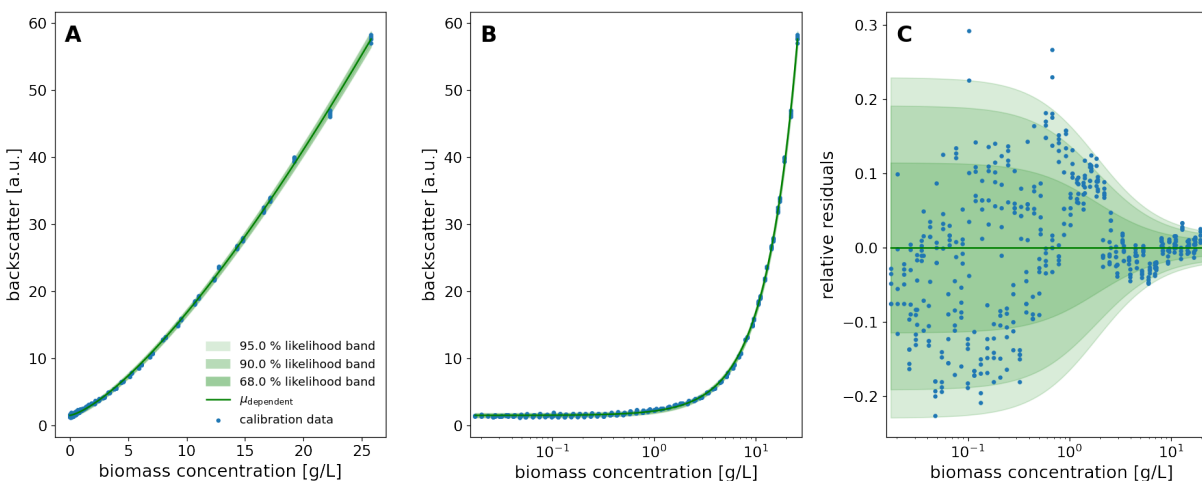 A
60
50
40
30
20
10
0
backscatter [a.u.]
95.0 % likelihood band
90.0 % likelihood band
68.0 % likelihood band
μdependent
calibration data
0 5 10 15 20 25
biomass concentration [g/L]
B
60
50
40
30
20
10
0
backscatter [a.u.]
10⁻¹ 10⁰ 10¹
biomass concentration [g/L]
C
0.3
0.2
0.1
0.0
−0.1
−0.2
relative residuals
10⁻¹ 10⁰ 10¹
biomass concentration [g/L]